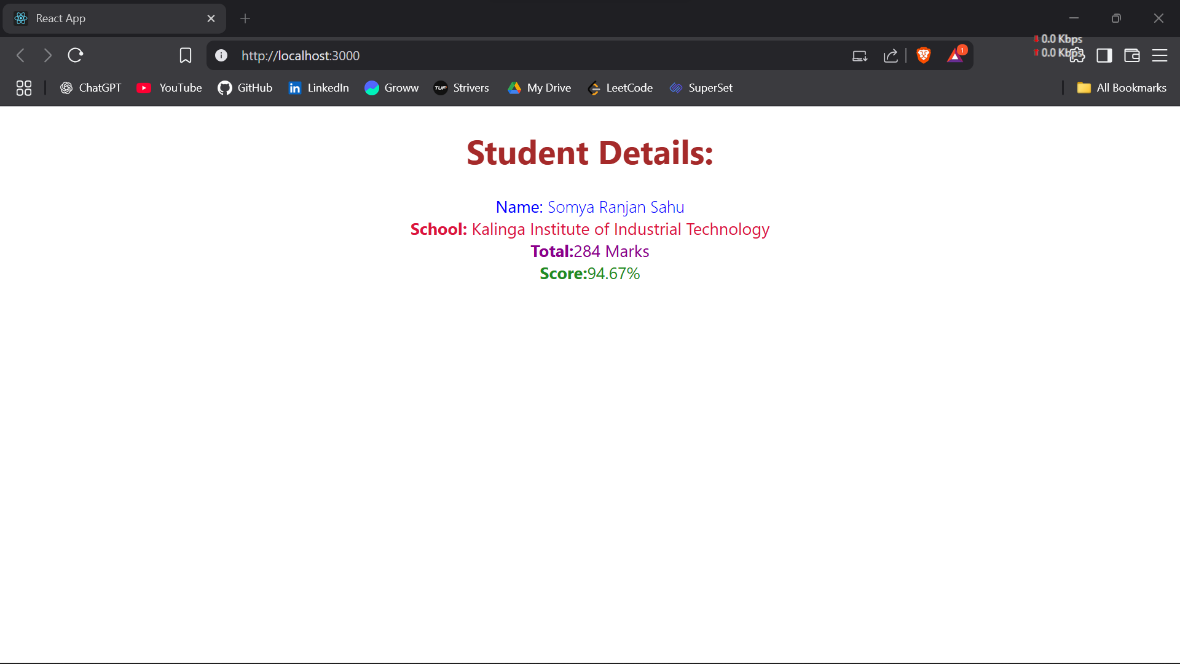 React App
http://localhost:3000
1
0.0 Kbps
0.0 Kbps
ChatGPT YouTube GitHub LinkedIn Groww TUF Strivers My Drive LeetCode SuperSet All Bookmarks
Student Details:
Name: Somya Ranjan Sahu
School: Kalinga Institute of Industrial Technology
Total:284 Marks
Score:94.67%